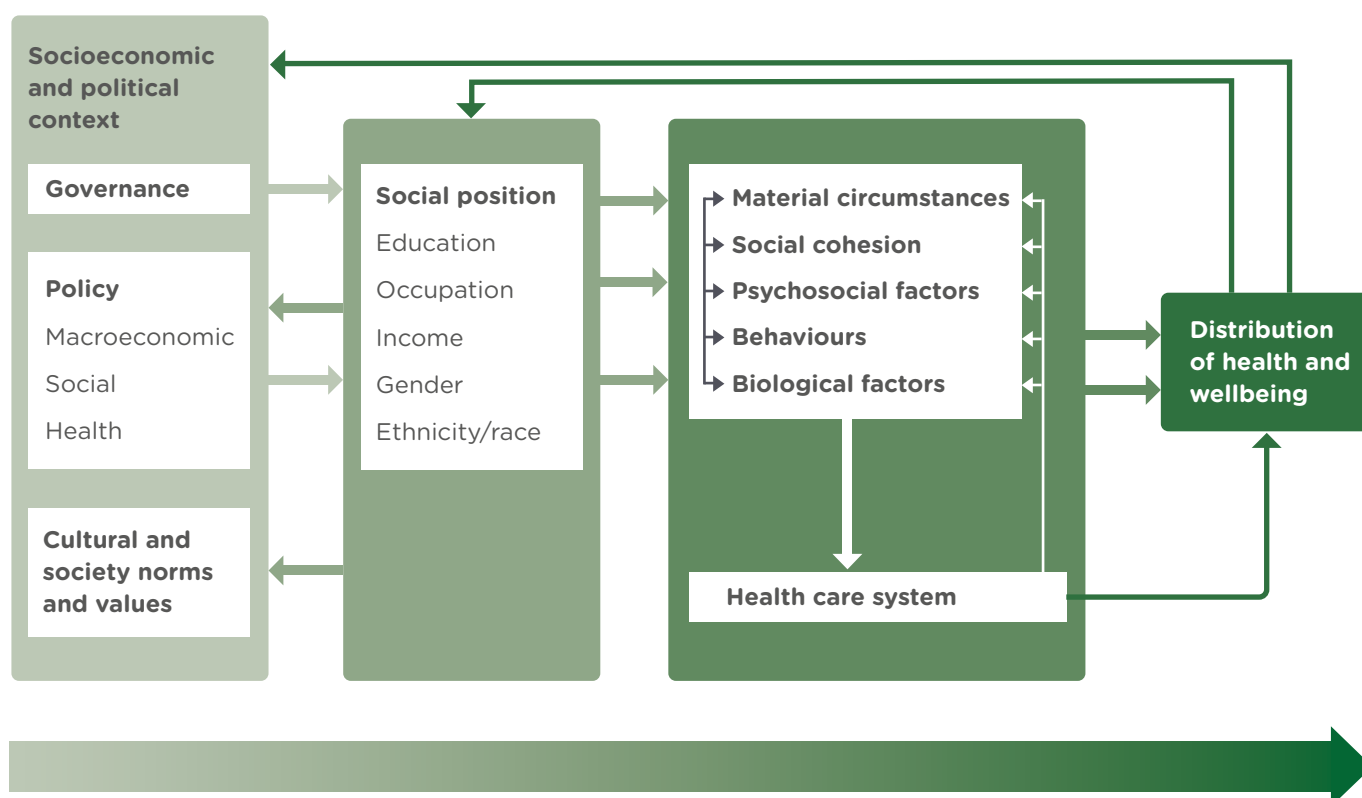 Socioeconomic
and political
context
Governance
Policy
Macroeconomic
Social
Health
Cultural and
society norms
and values
Social position
Education
Occupation
Income
Gender
Ethnicity/race
Material circumstances
Social cohesion
Psychosocial factors
Behaviours
Biological factors
Health care system
Distribution
of health and
wellbeing